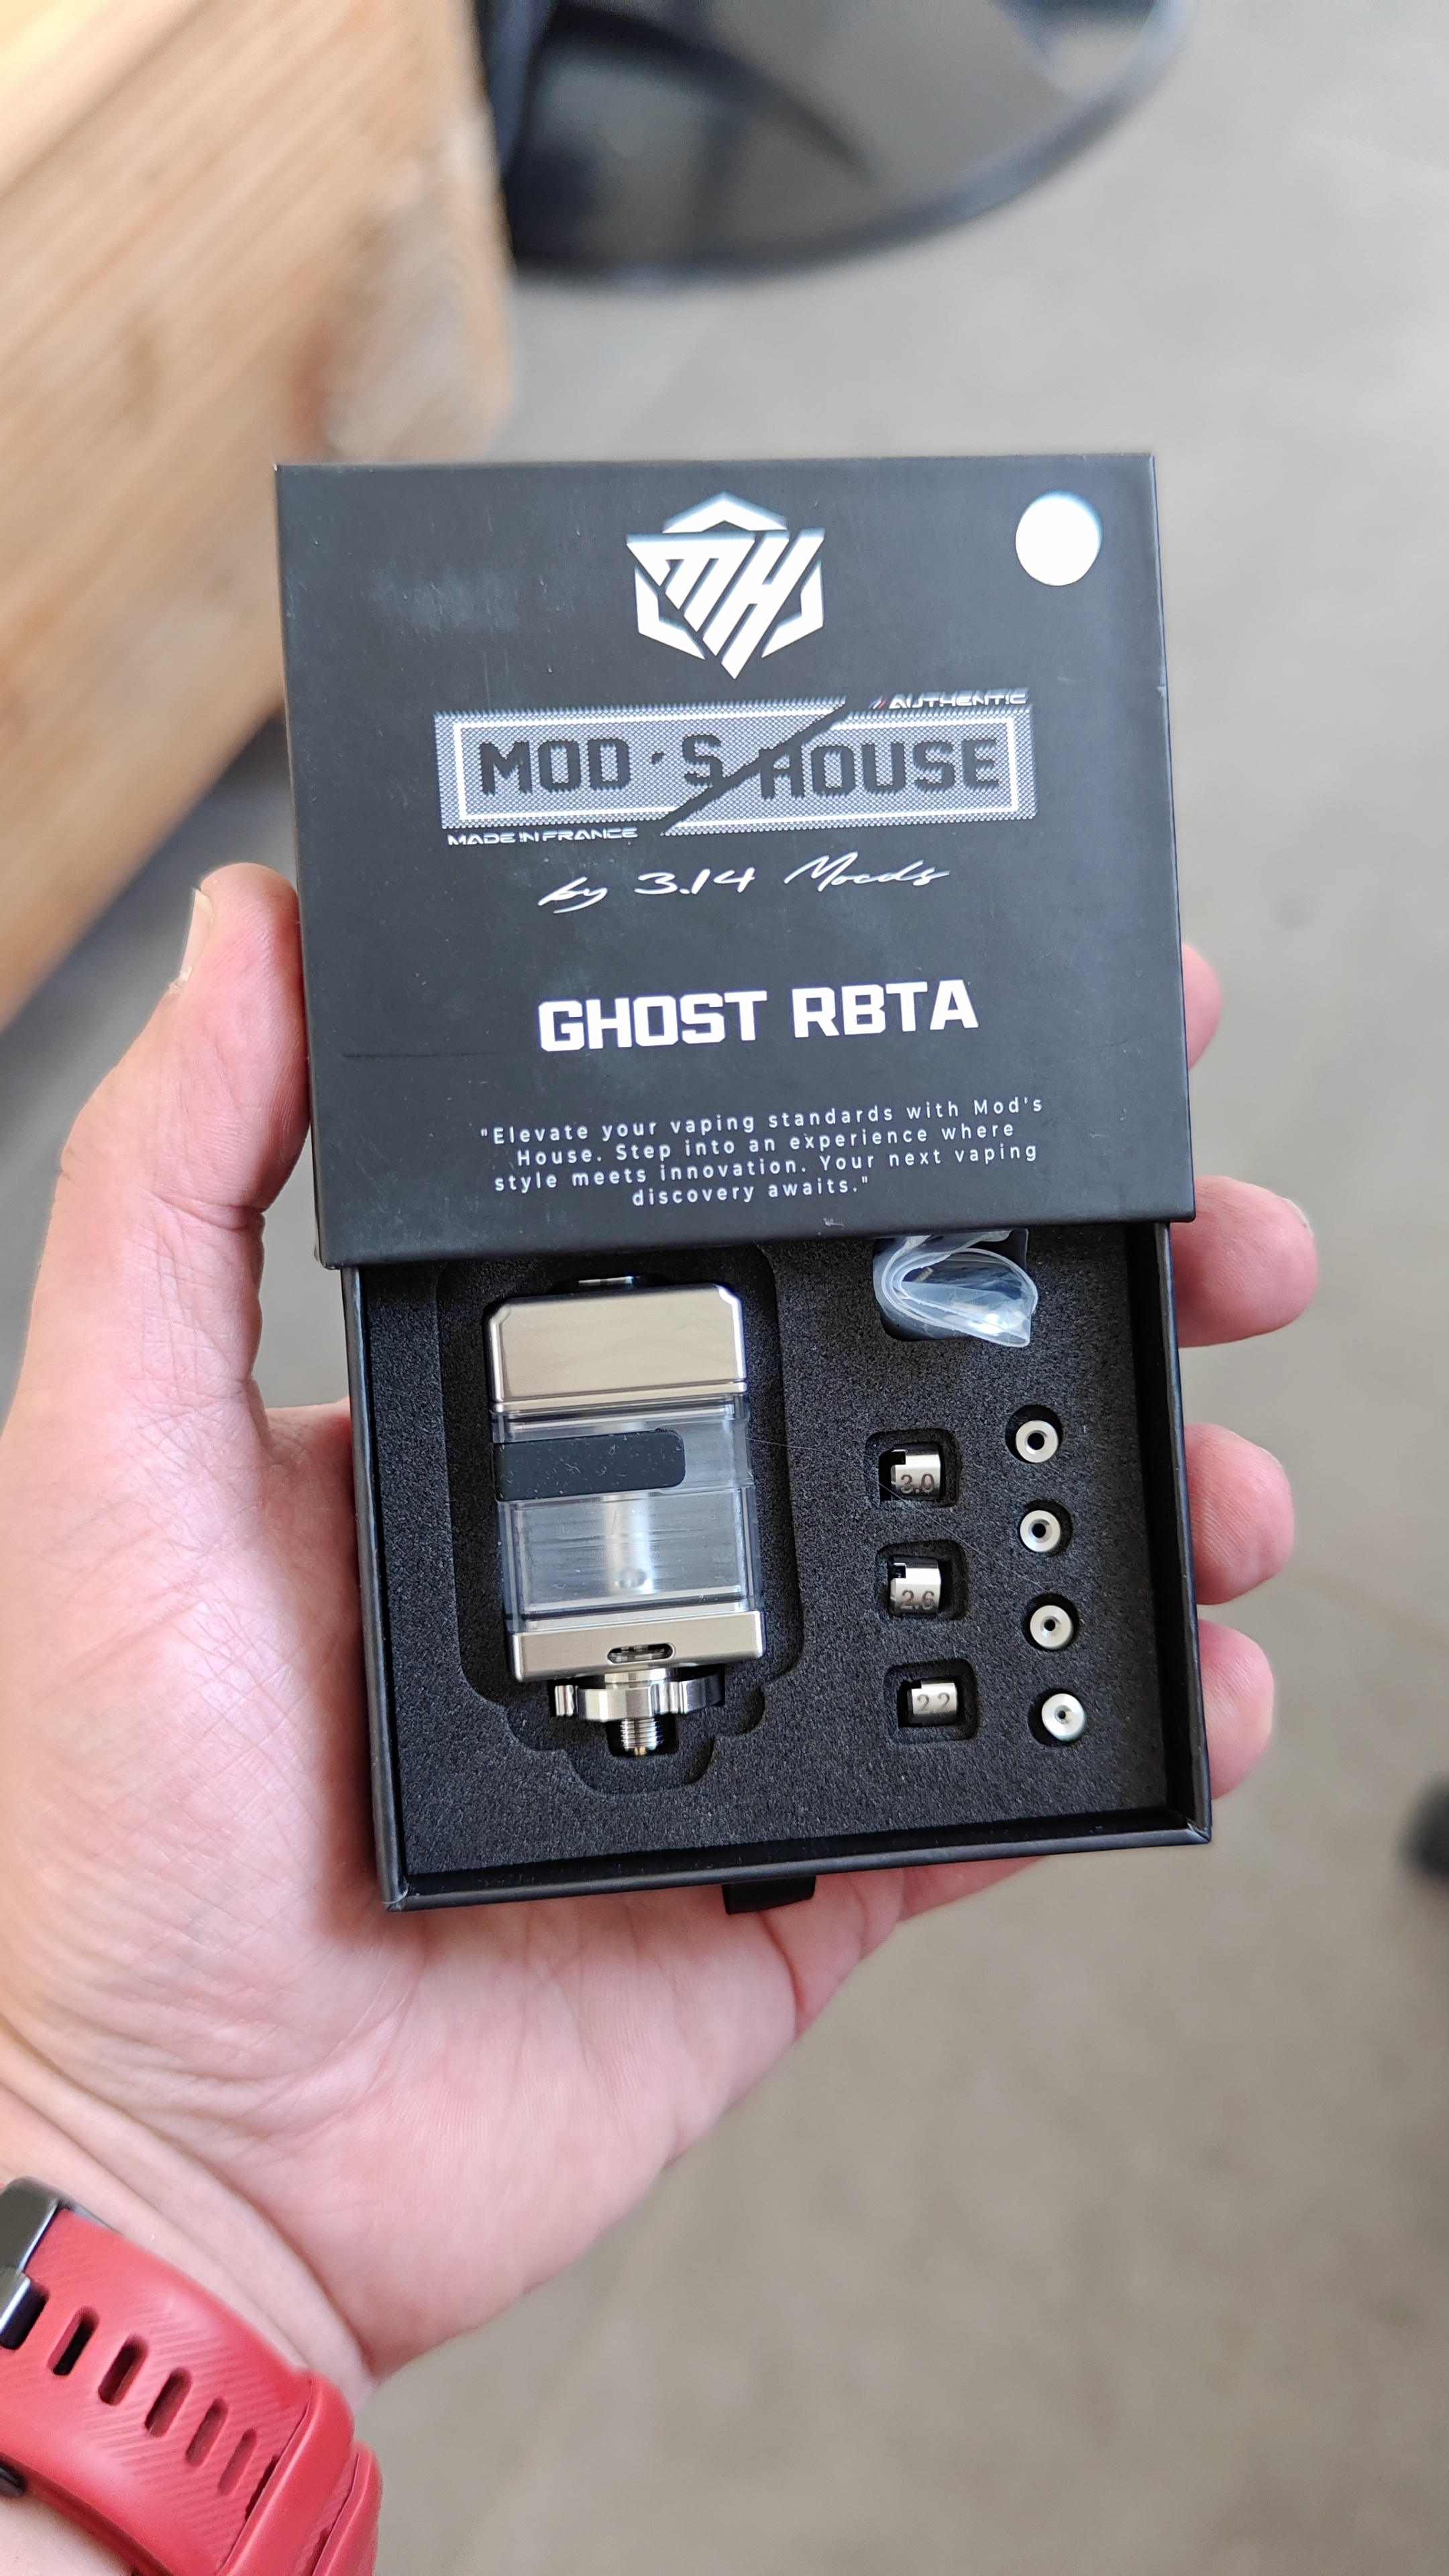 MH
//AUTHENTIC
MOD'S HOUSE
MADE IN FRANCE
by 3.14 Mods
GHOST RBTA
"Elevate your vaping standards with Mod's
House. Step into an experience where
style meets innovation. Your next vaping
discovery awaits."
3.0
2.6
2.2